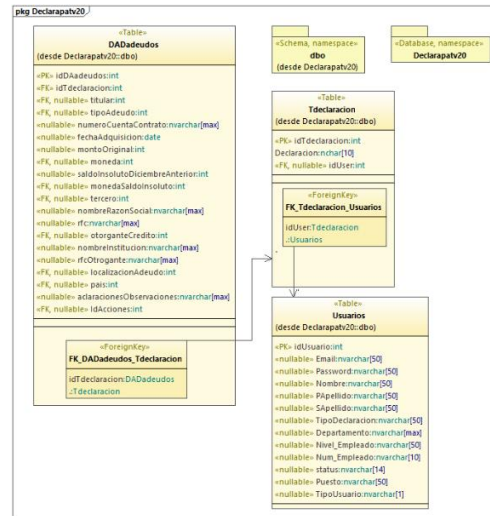 pkg Declarapatv20
«Table»
DADadeudos
(desde Declarapatv20::dbo)
«PK» idDAadeudos:int
«FK» idTdeclaracion:int
«FK, nullable» titular:int
«FK, nullable» tipoAdeudo:int
«nullable» numeroCuentaContrato:nvarchar[max]
«nullable» fechaAdquisicion:date
«nullable» montoOriginal:int
«FK, nullable» moneda:int
«nullable» saldoInsolutoDiciembreAnterior:int
«FK, nullable» monedaSaldoInsoluto:int
«FK, nullable» tercero:int
«nullable» nombreRazonSocial:nvarchar[max]
«nullable» rfc:nvarchar[max]
«FK, nullable» otorganteCredito:int
«nullable» nombreInstitucion:nvarchar[max]
«nullable» rfcOtrogante:nvarchar[max]
«FK, nullable» localizacionAdeudo:int
«FK, nullable» pais:int
«nullable» aclaracionesObservaciones:nvarchar[max]
«FK, nullable» IdAcciones:int
«ForeignKey»
FK_DADadeudos_Tdeclaracion
idTdeclaracion:DADadeudos
.:Tdeclaracion
«Schema, namespace»
dbo
(desde Declarapatv20)
«Database, namespace»
Declarapatv20
«Table»
Tdeclaracion
(desde Declarapatv20::dbo)
«PK» idTdeclaracion:int
Declaracion:nchar[10]
«FK, nullable» idUser:int
«ForeignKey»
FK_Tdeclaracion_Usuarios
idUser:Tdeclaracion
.:Usuarios
«Table»
Usuarios
(desde Declarapatv20::dbo)
«PK» idUsuario:int
«nullable» Email:nvarchar[50]
«nullable» Password:nvarchar[50]
«nullable» Nombre:nvarchar[50]
«nullable» PApellido:nvarchar[50]
«nullable» SApellido:nvarchar[50]
«nullable» TipoDeclaracion:nvarchar[50]
«nullable» Departamento:nvarchar[max]
«nullable» Nivel_Empleado:nvarchar[50]
«nullable» Num_Empleado:nvarchar[10]
«nullable» status:nvarchar[14]
«nullable» Puesto:nvarchar[50]
«nullable» TipoUsuario:nvarchar[1]